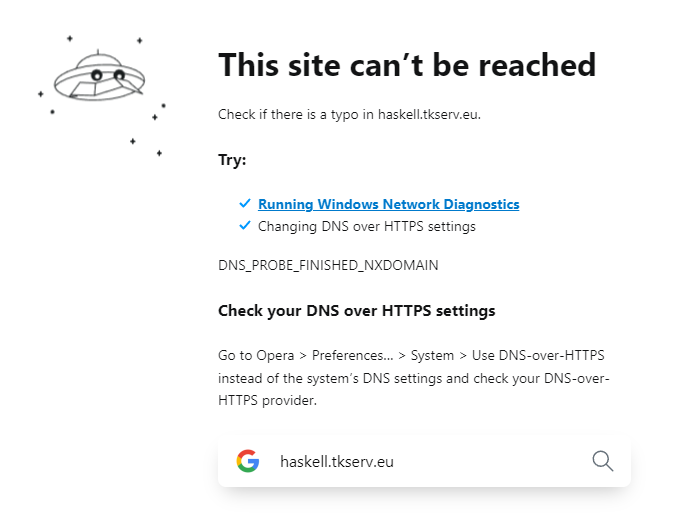 This site can’t be reached
Check if there is a typo in haskell.tkserv.eu.
Try:
Running Windows Network Diagnostics
Changing DNS over HTTPS settings
DNS_PROBE_FINISHED_NXDOMAIN
Check your DNS over HTTPS settings
Go to Opera > Preferences… > System > Use DNS-over-HTTPS
instead of the system’s DNS settings and check your DNS-over-
HTTPS provider.
haskell.tkserv.eu